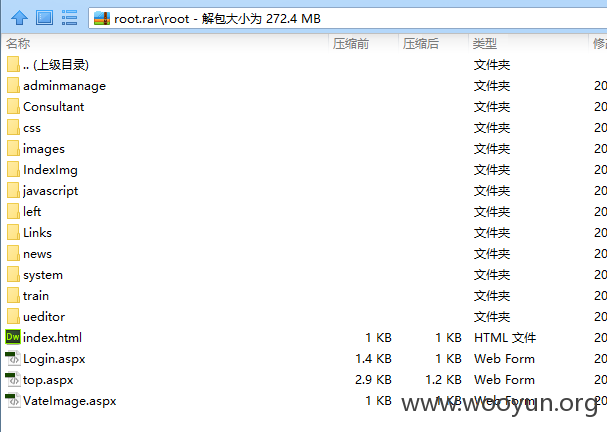 root.rar\root - 解包大小为 272.4 MB
名称 压缩前 压缩后 类型 修
.. (上级目录) 文件夹
adminmanage 文件夹 20
Consultant 文件夹 20
css 文件夹 20
images 文件夹 20
IndexImg 文件夹 20
javascript 文件夹 20
left 文件夹 20
Links 文件夹 20
news 文件夹 20
system 文件夹 20
train 文件夹 20
ueditor 文件夹 20
index.html 1 KB 1 KB HTML 文件 20
Login.aspx 1.4 KB 1 KB Web Form 20
top.aspx 2.9 KB 1.2 KB Web Form 20
VateImage.aspx 1 KB 1 KB Web Form 20
www.wooyun.org